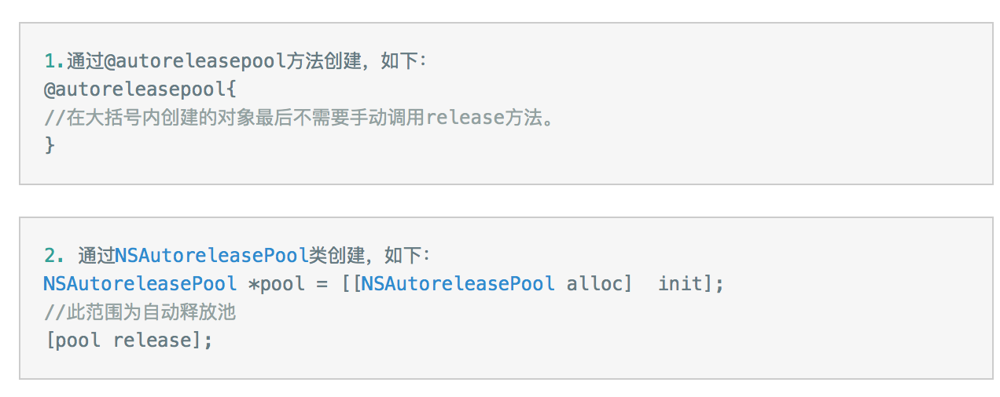 1.通过@autoreleasepool方法创建，如下：
@autoreleasepool{
//在大括号内创建的对象最后不需要手动调用release方法。
}
2. 通过NSAutoreleasePool类创建，如下：
NSAutoreleasePool *pool = [[NSAutoreleasePool alloc]  init];
//此范围为自动释放池
[pool release];